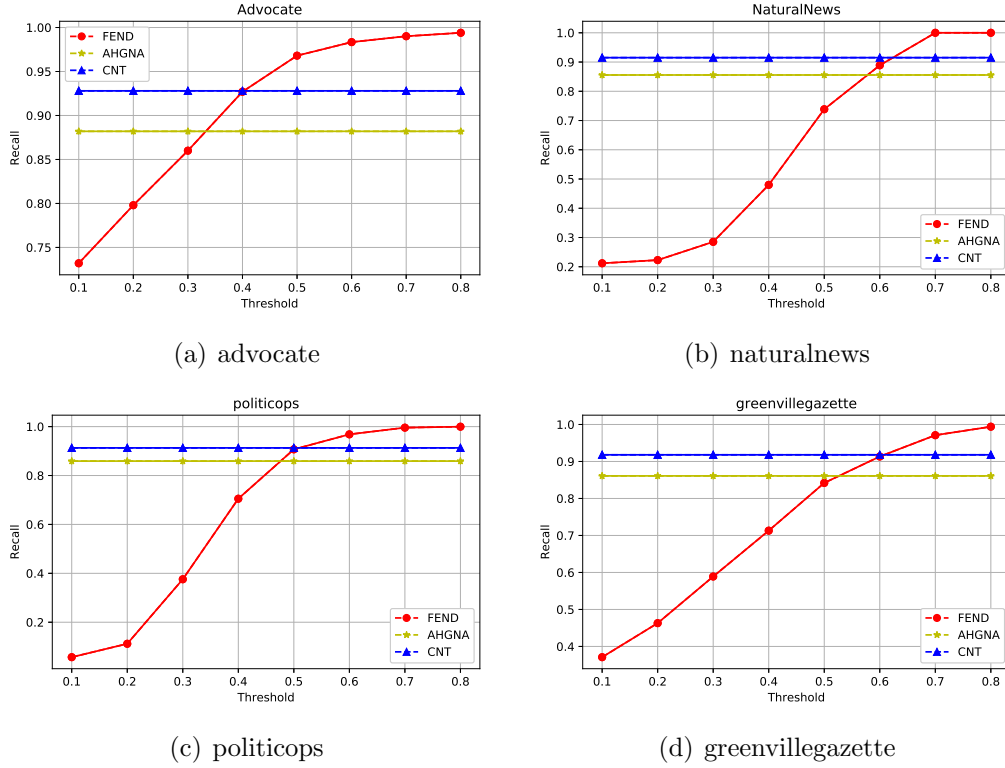 Advocate
1.00
0.95
0.90
0.85
0.80
0.75
Recall
FEND
AHGNA
CNT
0.1 0.2 0.3 0.4 0.5 0.6 0.7 0.8
Threshold
(a) advocate
NaturalNews
1.0
0.9
0.8
0.7
0.6
0.5
0.4
0.3
0.2
Recall
FEND
AHGNA
CNT
0.1 0.2 0.3 0.4 0.5 0.6 0.7 0.8
Threshold
(b) naturalnews
politicops
1.0
0.8
0.6
0.4
0.2
Recall
FEND
AHGNA
CNT
0.1 0.2 0.3 0.4 0.5 0.6 0.7 0.8
Threshold
(c) politicops
greenvillegazette
1.0
0.9
0.8
0.7
0.6
0.5
0.4
Recall
FEND
AHGNA
CNT
0.1 0.2 0.3 0.4 0.5 0.6 0.7 0.8
Threshold
(d) greenvillegazette